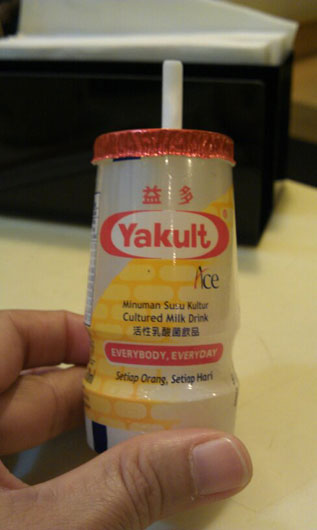 益多
Yakult
Ace
Minuman Susu Kultur
Cultured Milk Drink
活性乳酸菌飲品
EVERYBODY, EVERYDAY
Setiap Orang, Setiap Hari